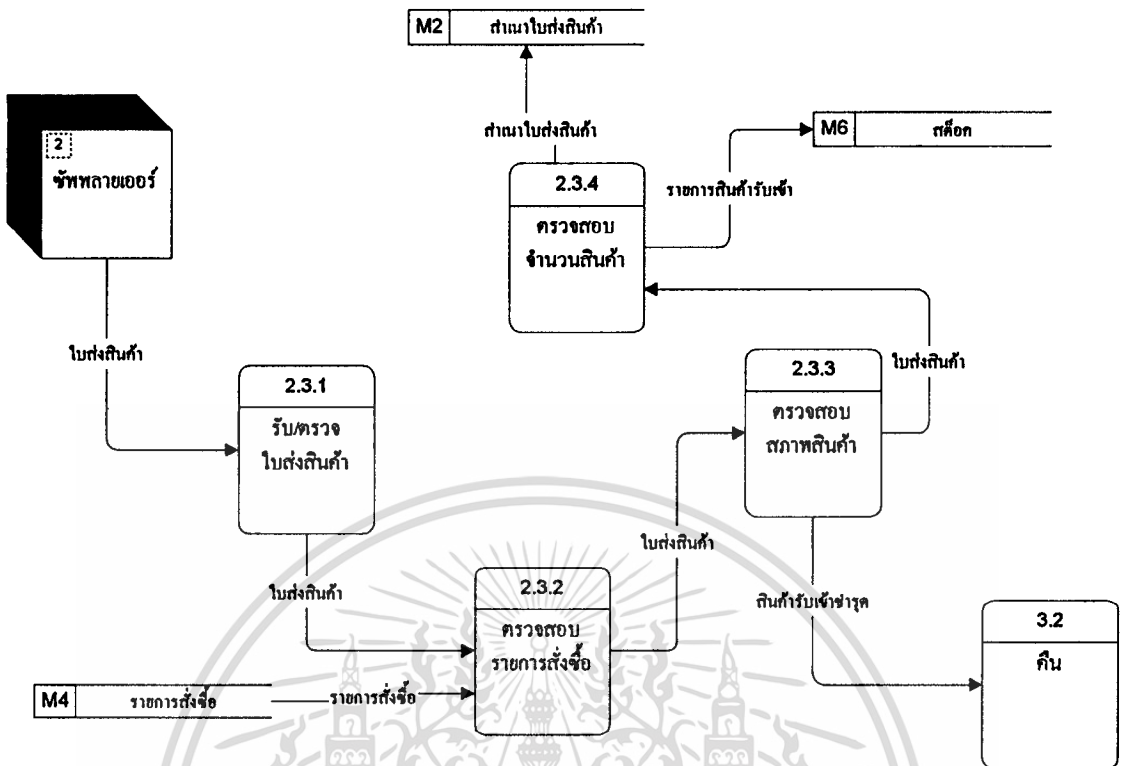 M2 สำเนาใบส่งสินค้า
2
ซัพพลายเออร์
สำเนาใบส่งสินค้า
M6 สต็อก
2.3.4
ตรวจสอบ
จำนวนสินค้า
รายการสินค้ารับเข้า
ใบส่งสินค้า
2.3.1
รับ/ตรวจ
ใบส่งสินค้า
2.3.3
ตรวจสอบ
สภาพสินค้า
ใบส่งสินค้า
ใบส่งสินค้า
ใบส่งสินค้า
2.3.2
ตรวจสอบ
รายการสั่งซื้อ
สินค้ารับเข้าชำรุด
3.2
คืน
M4 รายการสั่งซื้อ
รายการสั่งซื้อ